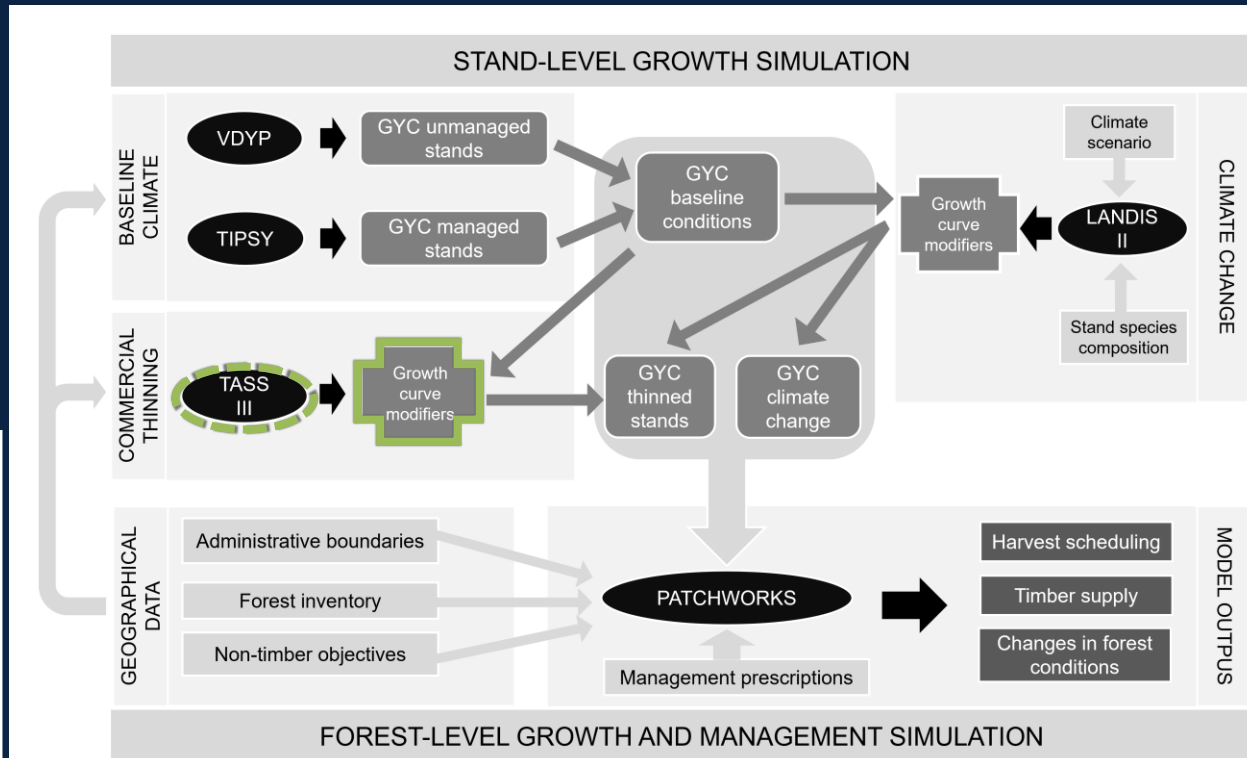 STAND-LEVEL GROWTH SIMULATION
BASELINE
CLIMATE
VDYP
GYC unmanaged
stands
TIPSY
GYC managed
stands
GYC
baseline
conditions
Growth
curve
modifiers
Climate
scenario
LANDIS
II
Stand species
composition
CLIMATE CHANGE
COMMERCIAL
THINNING
TASS
III
Growth
curve
modifiers
GYC
thinned
stands
GYC
climate
change
GEOGRAPHICAL
DATA
Administrative boundaries
Forest inventory
Non-timber objectives
PATCHWORKS
Management prescriptions
Harvest scheduling
Timber supply
Changes in forest
conditions
MODEL OUTPUS
FOREST-LEVEL GROWTH AND MANAGEMENT SIMULATION